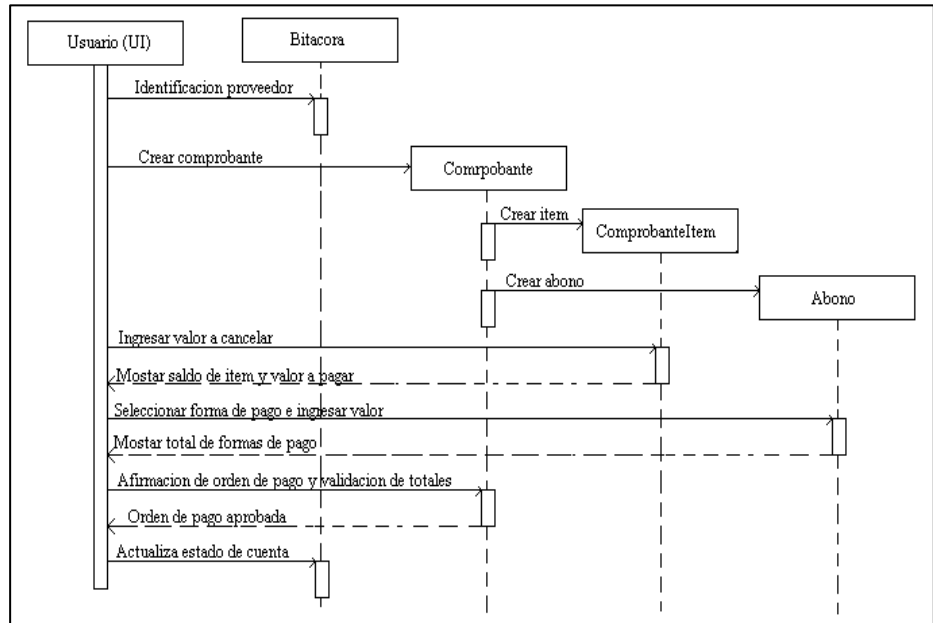 Usuario (UI)
Bitacora
Identificacion proveedor
Crear comprobante
Comrpobante
Crear item
ComprobanteItem
Crear abono
Abono
Ingresar valor a cancelar
Mostar saldo de item y valor a pagar
Seleccionar forma de pago e ingresar valor
Mostar total de formas de pago
Afirmacion de orden de pago y validacion de totales
Orden de pago aprobada
Actualiza estado de cuenta